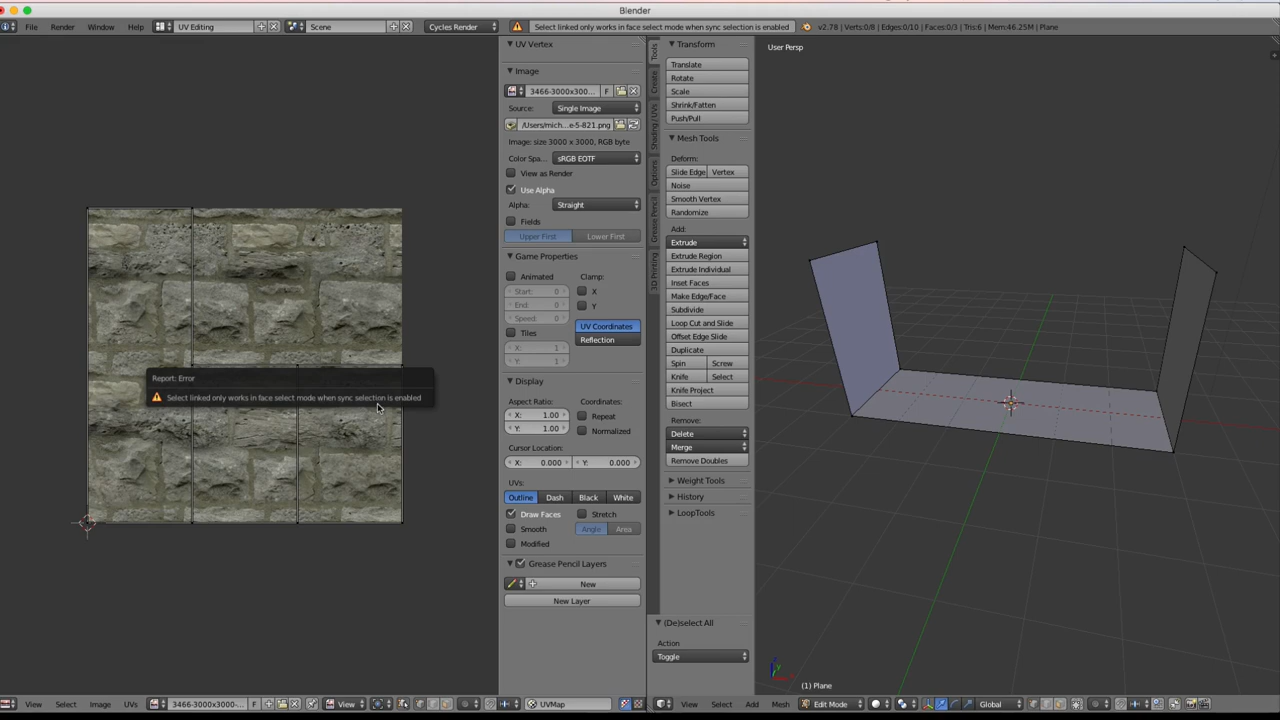 Blender
File Render Window Help UV Editing Scene Cycles Render Select linked only works in face select mode when sync selection is enabled v2.78 | Verts:0/8 | Edges:0/10 | Faces:0/3 | Tris:6 | Mem:46.25M | Plane
UV Vertex
Image
3466-3000x300... F
Source: Single Image
/Users/mich...e-5-821.png
Image: size 3000 x 3000, RGB byte
Color Spa... sRGB EOTF
View as Render
Use Alpha
Alpha: Straight
Fields
Upper First Lower First
Game Properties
Animated Clamp:
Start: 0 X
End: 0 Y
Speed: 0
Tiles UV Coordinates
X: 1 Reflection
Y: 1
Display
Aspect Ratio: Coordinates:
X: 1.00 Repeat
Y: 1.00 Normalized
Cursor Location:
X: 0.000 Y: 0.000
UVs:
Outline Dash Black White
Draw Faces Stretch
Smooth Angle Area
Modified
Grease Pencil Layers
New
New Layer
Report: Error
Select linked only works in face select mode when sync selection is enabled
Tools
Create
Shading / UVs
Options
Grease Pencil
3D Printing
Transform
Translate
Rotate
Scale
Shrink/Fatten
Push/Pull
Mesh Tools
Deform:
Slide Edge Vertex
Noise
Smooth Vertex
Randomize
Add:
Extrude
Extrude Region
Extrude Individual
Inset Faces
Make Edge/Face
Subdivide
Loop Cut and Slide
Offset Edge Slide
Duplicate
Spin Screw
Knife Select
Knife Project
Bisect
Remove:
Delete
Merge
Remove Doubles
Weight Tools
History
LoopTools
(De)select All
Action
Toggle
User Persp
(1) Plane
View Select Image UVs 3466-3000x3000-... F View UVMap
View Select Add Mesh Edit Mode Global